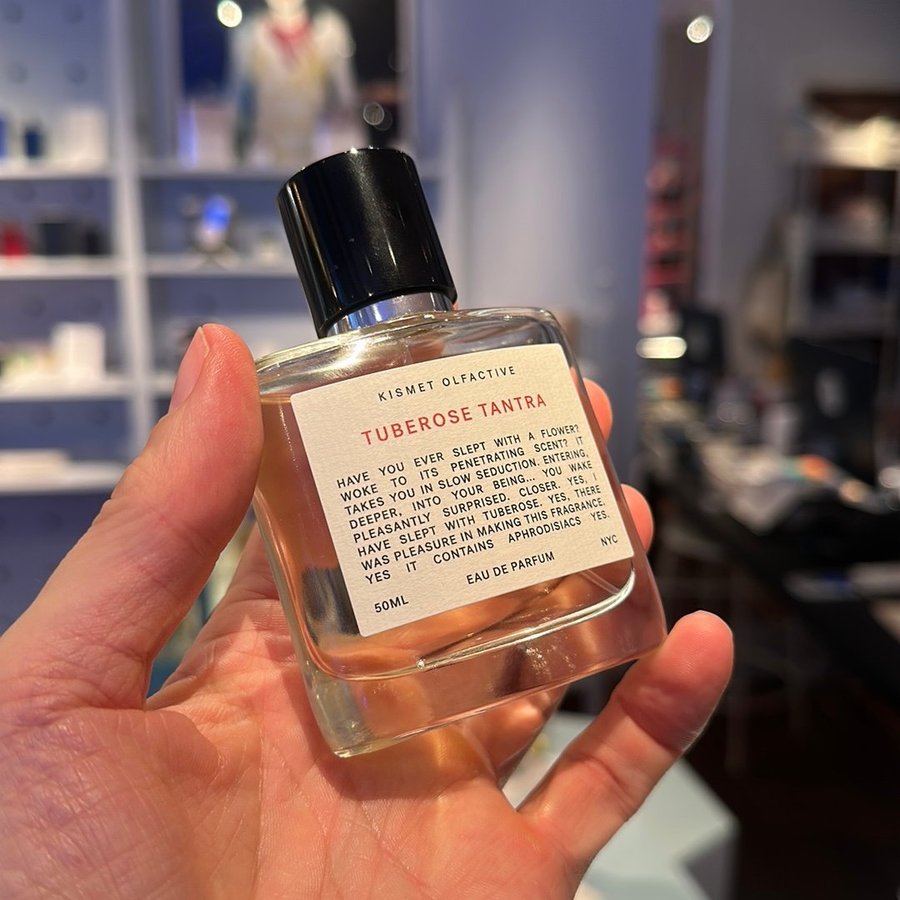 KISMET OLFACTIVE
TUBEROSE TANTRA
HAVE YOU EVER SLEPT WITH A FLOWER?
WOKE TO ITS PENETRATING SCENT? IT
TAKES YOU IN SLOW SEDUCTION. ENTERING,
DEEPER, INTO YOUR BEING... YOU WAKE
PLEASANTLY SURPRISED. CLOSER. YES, I
HAVE SLEPT WITH TUBEROSE. YES, THERE
WAS PLEASURE IN MAKING THIS FRAGRANCE.
YES IT CONTAINS APHRODISIACS YES.
50ML EAU DE PARFUM NYC